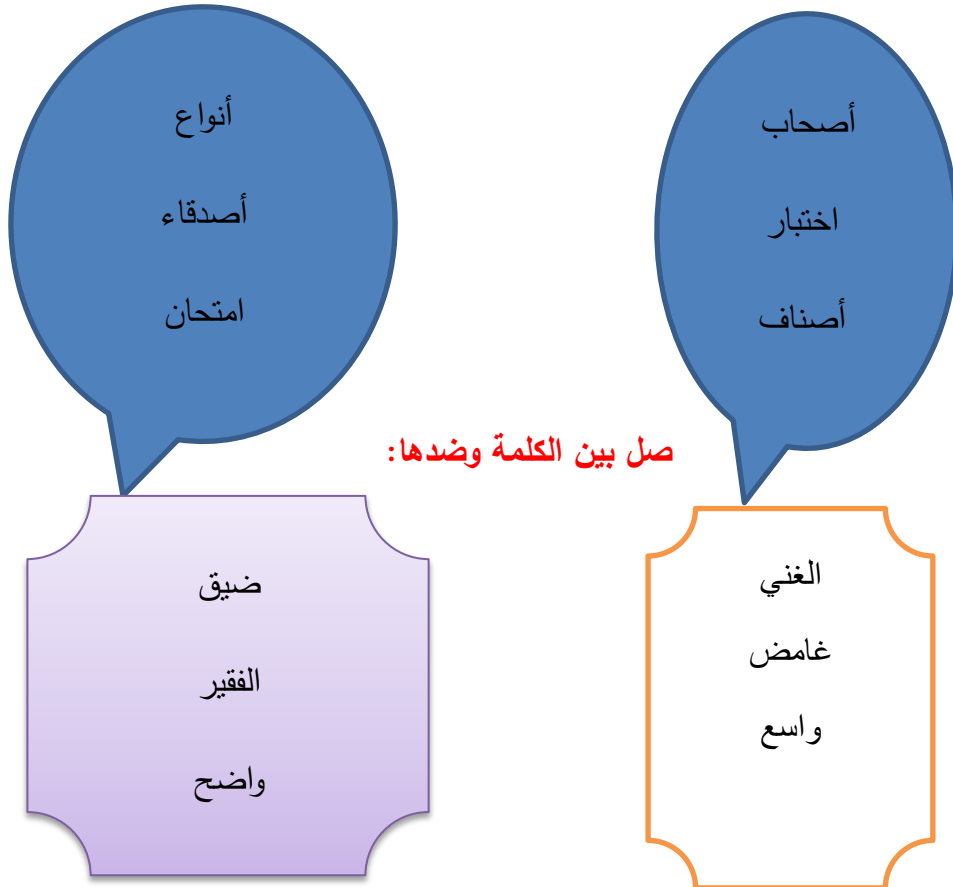 أصحاب
اختبار
أصناف
أنواع
أصدقاء
امتحان
صل بين الكلمة وضدها:
الغني
غامض
واسع
ضيق
الفقير
واضح